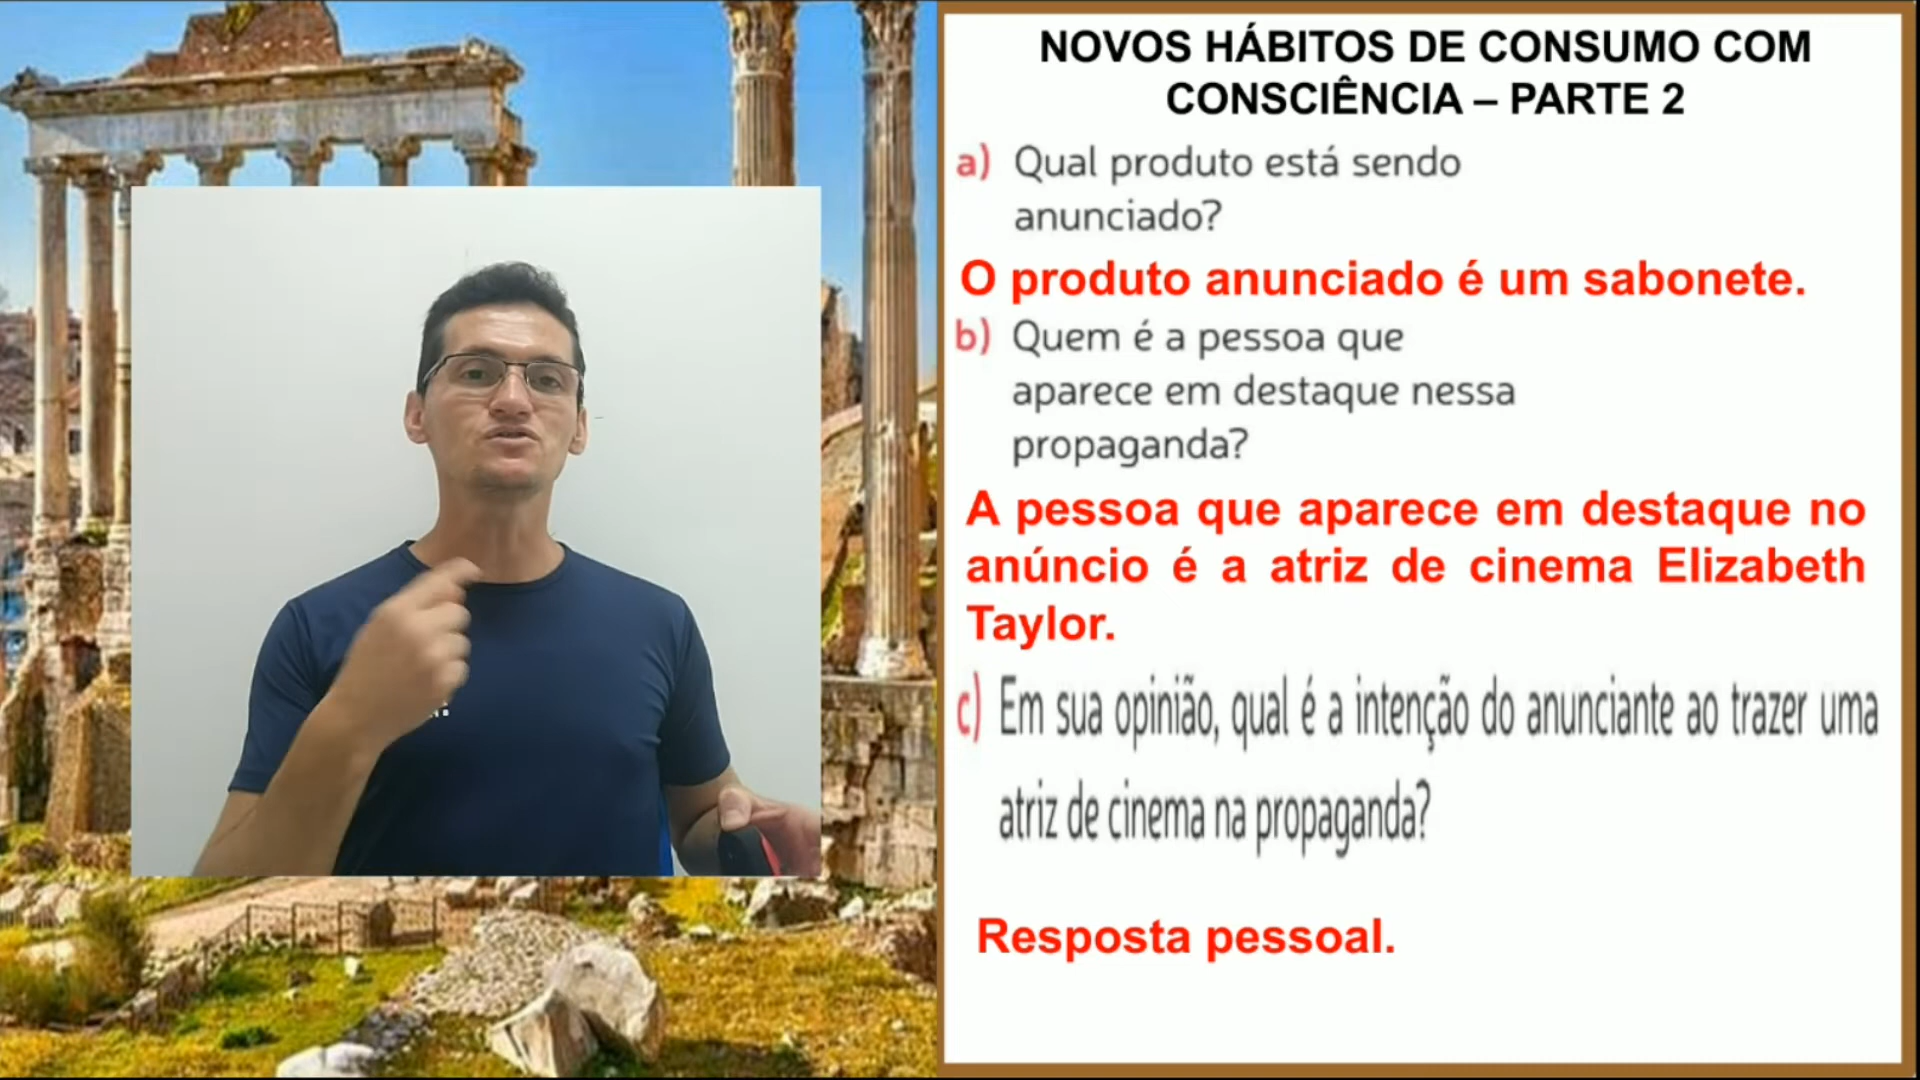 NOVOS HÁBITOS DE CONSUMO COM
CONSCIÊNCIA – PARTE 2
a) Qual produto está sendo
anunciado?
O produto anunciado é um sabonete.
b) Quem é a pessoa que
aparece em destaque nessa
propaganda?
A pessoa que aparece em destaque no
anúncio é a atriz de cinema Elizabeth
Taylor.
c) Em sua opinião, qual é a intenção do anunciante ao trazer uma
atriz de cinema na propaganda?
Resposta pessoal.